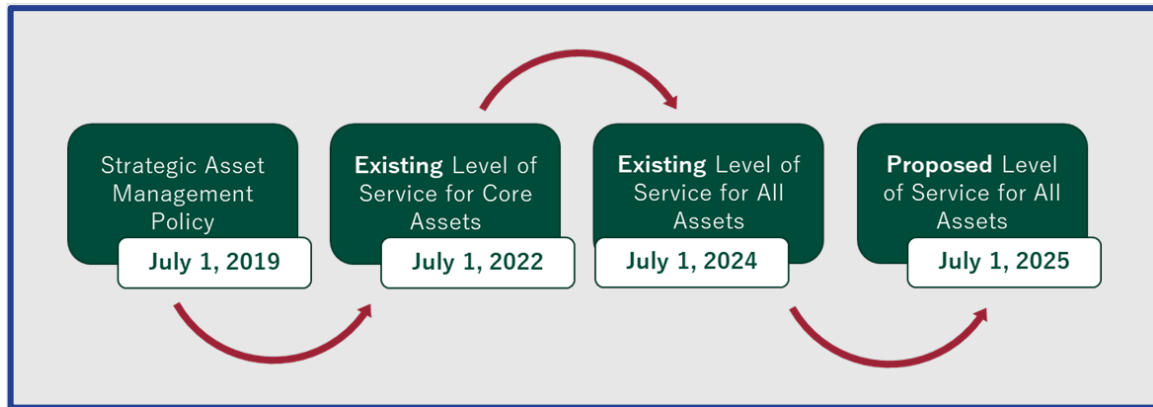 Strategic Asset
Management
Policy
July 1, 2019
Existing Level of
Service for Core
Assets
July 1, 2022
Existing Level of
Service for All
Assets
July 1, 2024
Proposed Level
of Service for All
Assets
July 1, 2025